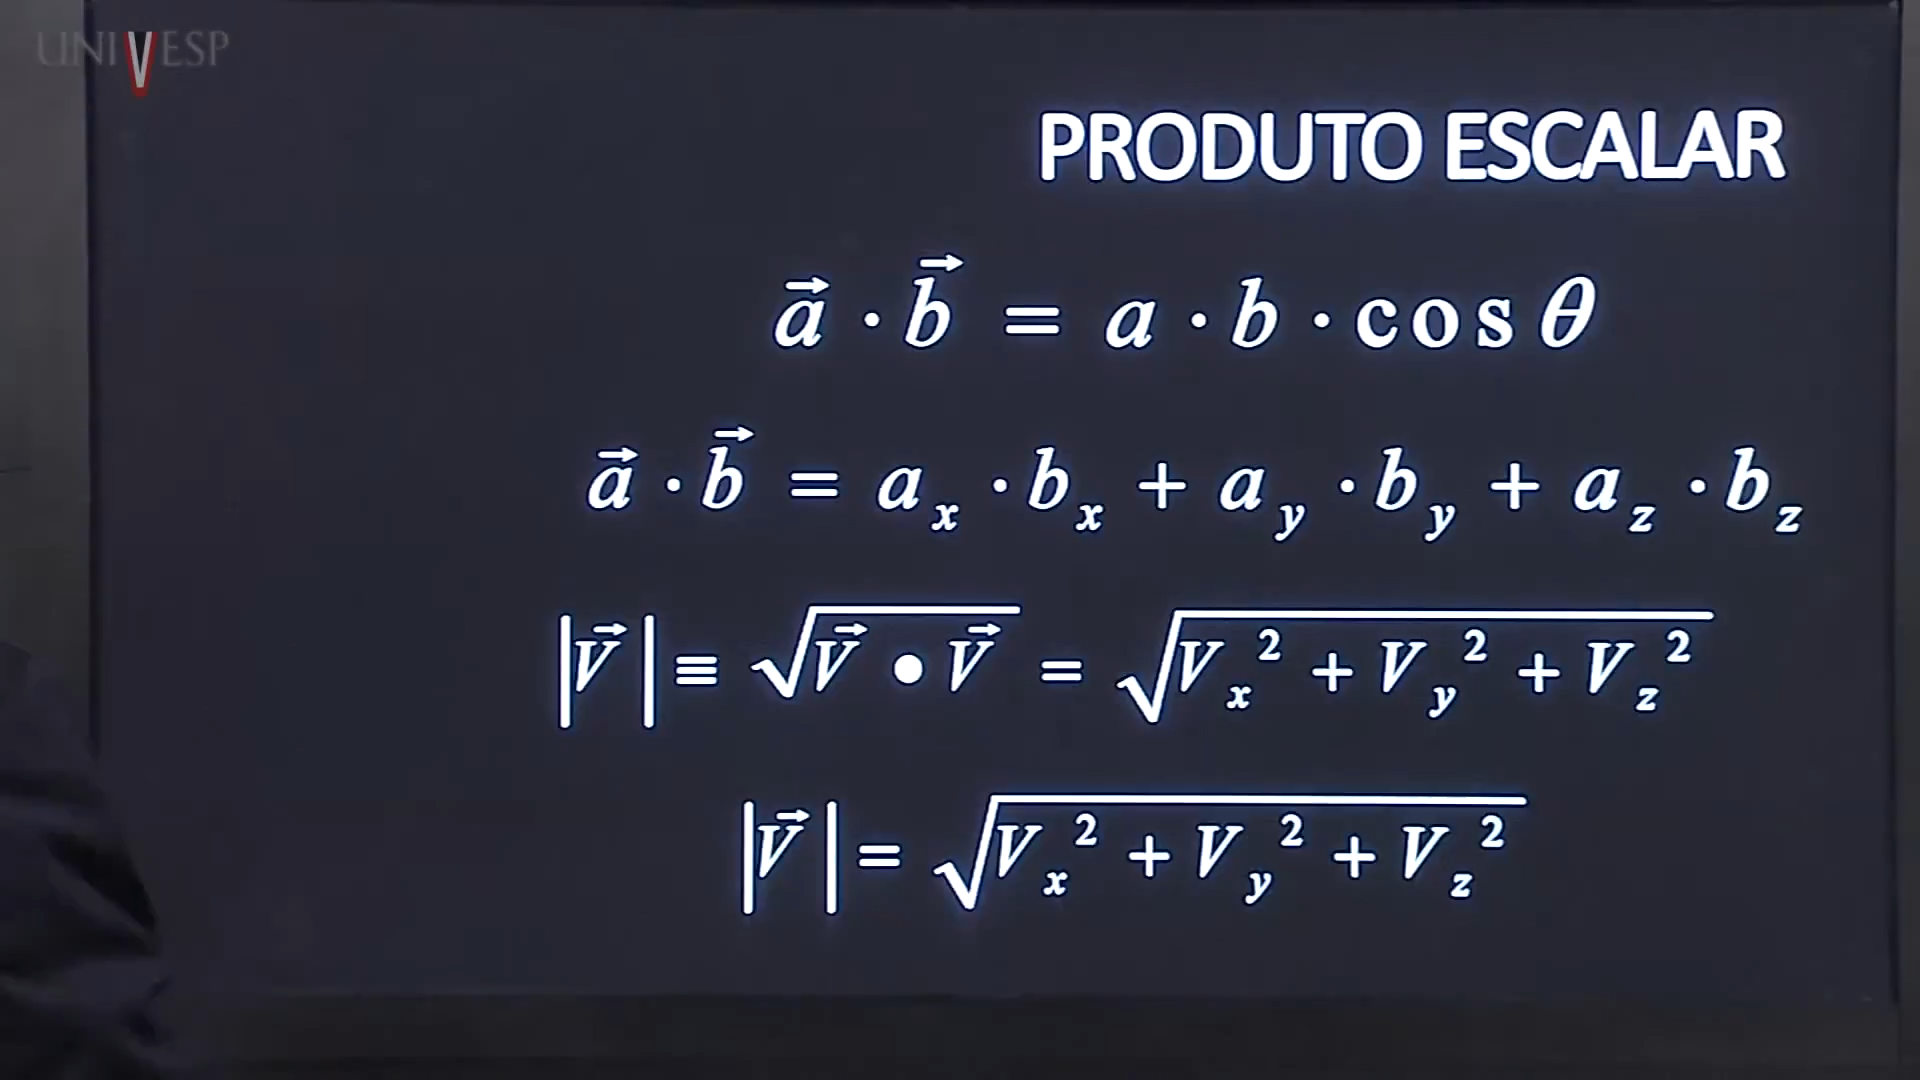 UNIVESP
PRODUTO ESCALAR
a⃗ · b⃗ = a · b · cos θ
a⃗ · b⃗ = aₓ · bₓ + a_y · b_y + a_z · b_z
|V⃗| ≡ √(V⃗ • V⃗) = √(Vₓ² + V_y² + V_z²)
|V⃗| = √(Vₓ² + V_y² + V_z²)